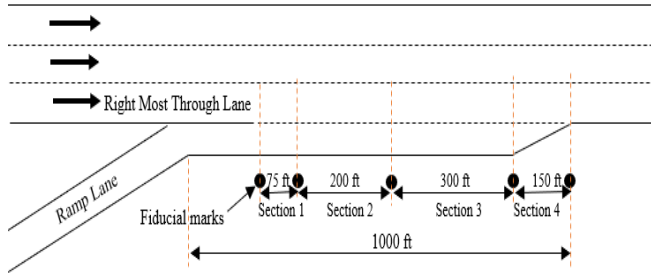 Right Most Through Lane
Ramp Lane
75 ft
200 ft
300 ft
150 ft
Fiducial marks
Section 1
Section 2
Section 3
Section 4
1000 ft